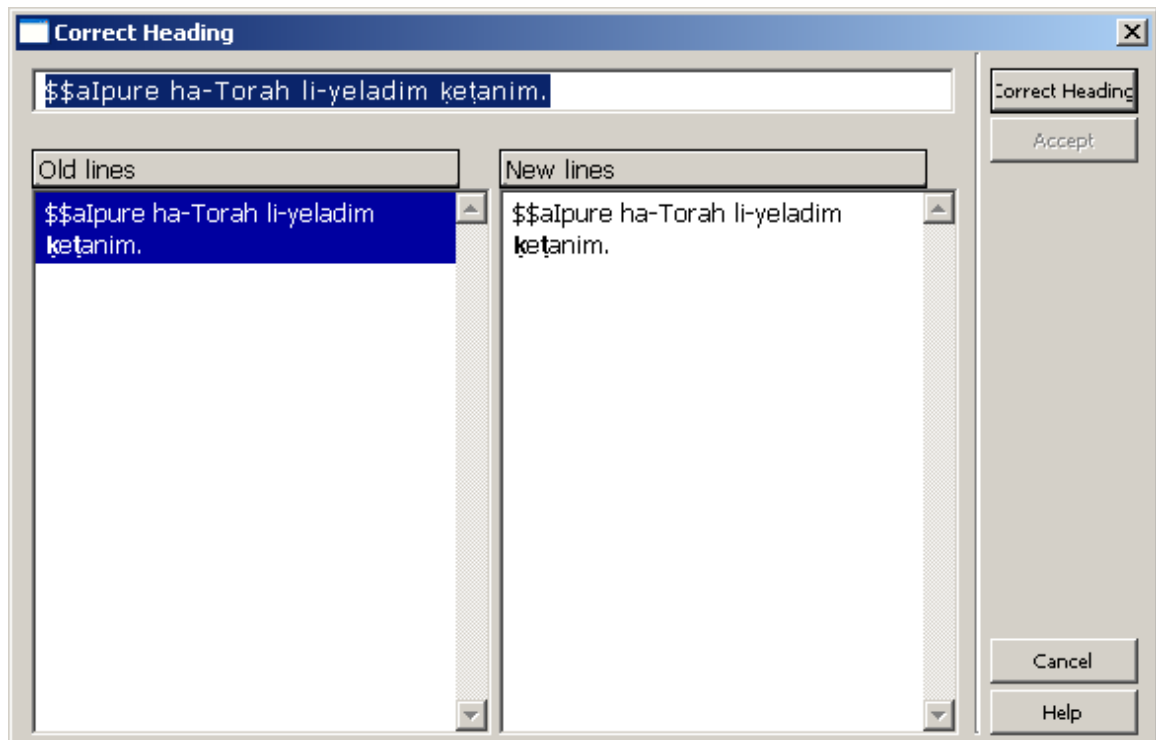 Correct Heading
$$aIpure ha-Torah li-yeladim ḳeṭanim.
Correct Heading
Accept
Old lines
New lines
$$aIpure ha-Torah li-yeladim
ḳeṭanim.
$$aIpure ha-Torah li-yeladim
ḳeṭanim.
Cancel
Help